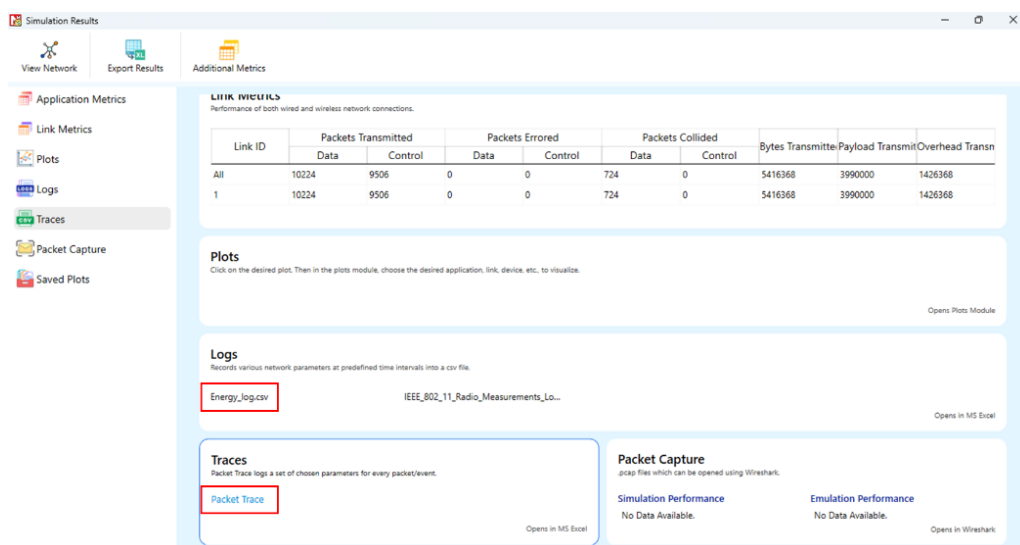 Simulation Results
View Network
Export Results
Additional Metrics
Application Metrics
Link Metrics
Plots
Logs
Traces
Packet Capture
Saved Plots
Link Metrics
Performance of both wired and wireless network connections.
Link ID Packets Transmitted Packets Errored Packets Collided Bytes Transmitte Payload Transmit Overhead Transn
Data Control Data Control Data Control
All 10224 9506 0 0 724 0 5416368 3990000 1426368
1 10224 9506 0 0 724 0 5416368 3990000 1426368
Plots
Click on the desired plot. Then in the plots module, choose the desired application, link, device, etc., to visualize.
Opens Plots Module
Logs
Records various network parameters at predefined time intervals into a csv file.
Energy_log.csv IEEE_802_11_Radio_Measurements_Lo...
Opens in MS Excel
Traces
Packet Trace logs a set of chosen parameters for every packet/event.
Packet Trace
Opens in MS Excel
Packet Capture
.pcap files which can be opened using Wireshark.
Simulation Performance Emulation Performance
No Data Available. No Data Available.
Opens in Wireshark